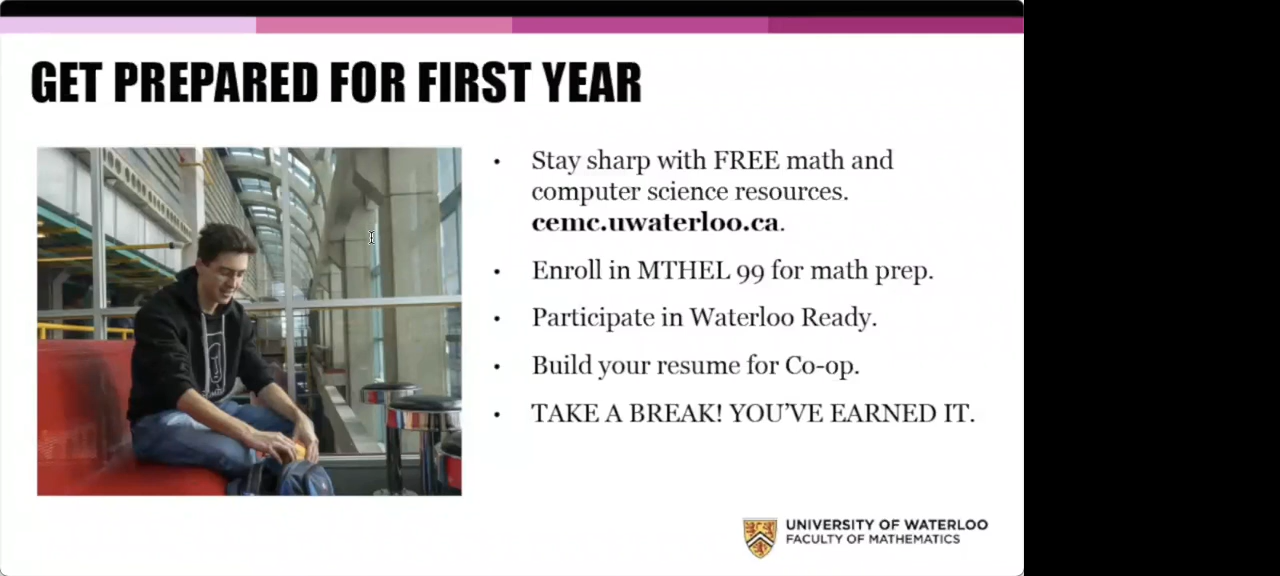 GET PREPARED FOR FIRST YEAR
• Stay sharp with FREE math and
computer science resources.
cemc.uwaterloo.ca.
• Enroll in MTHEL 99 for math prep.
• Participate in Waterloo Ready.
• Build your resume for Co-op.
• TAKE A BREAK! YOU’VE EARNED IT.
UNIVERSITY OF WATERLOO
FACULTY OF MATHEMATICS